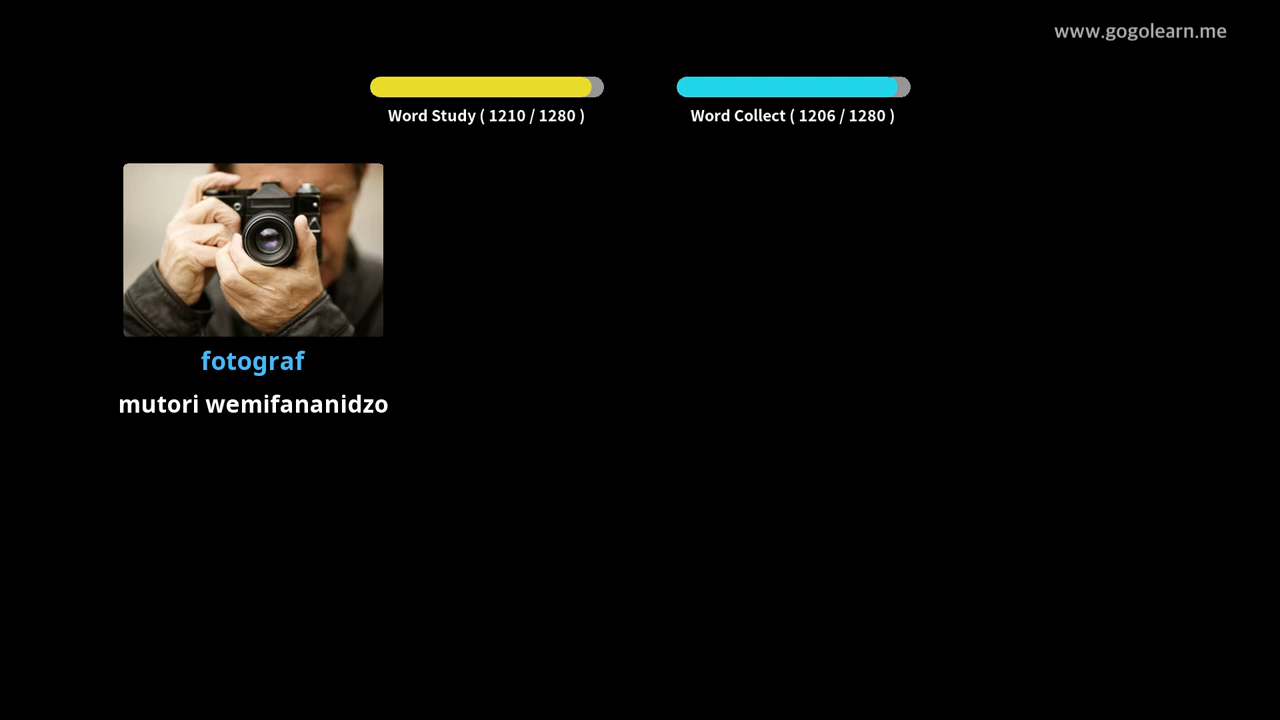 www.gogolearn.me
Word Study ( 1210 / 1280 )
Word Collect ( 1206 / 1280 )
fotograf
mutori wemifananidzo